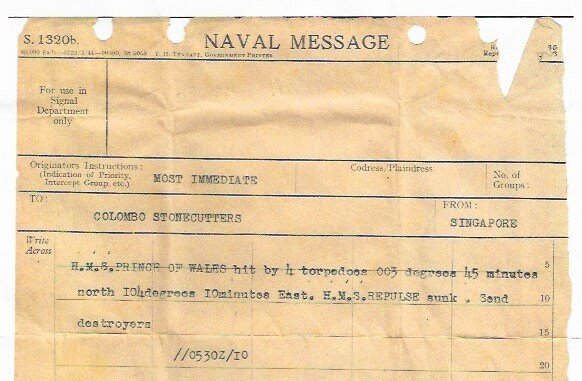 S. 1320b.
NAVAL MESSAGE
For use in
Signal
Department
only
Originators Instructions:
(Indication of Priority,
Intercept Group, etc.)
MOST IMMEDIATE
Codress/Plaindress
No. of
Groups:
TO:
COLOMBO STONECUTTERS
FROM:
SINGAPORE
Write
Across
H.M.S.PRINCE OF WALES hit by 4 torpedoes 003 degrees 45 minutes
5
north 104degrees 10minutes East. H.M.S.REPULSE sunk . Send
10
destroyers
15
//0530Z/10
20